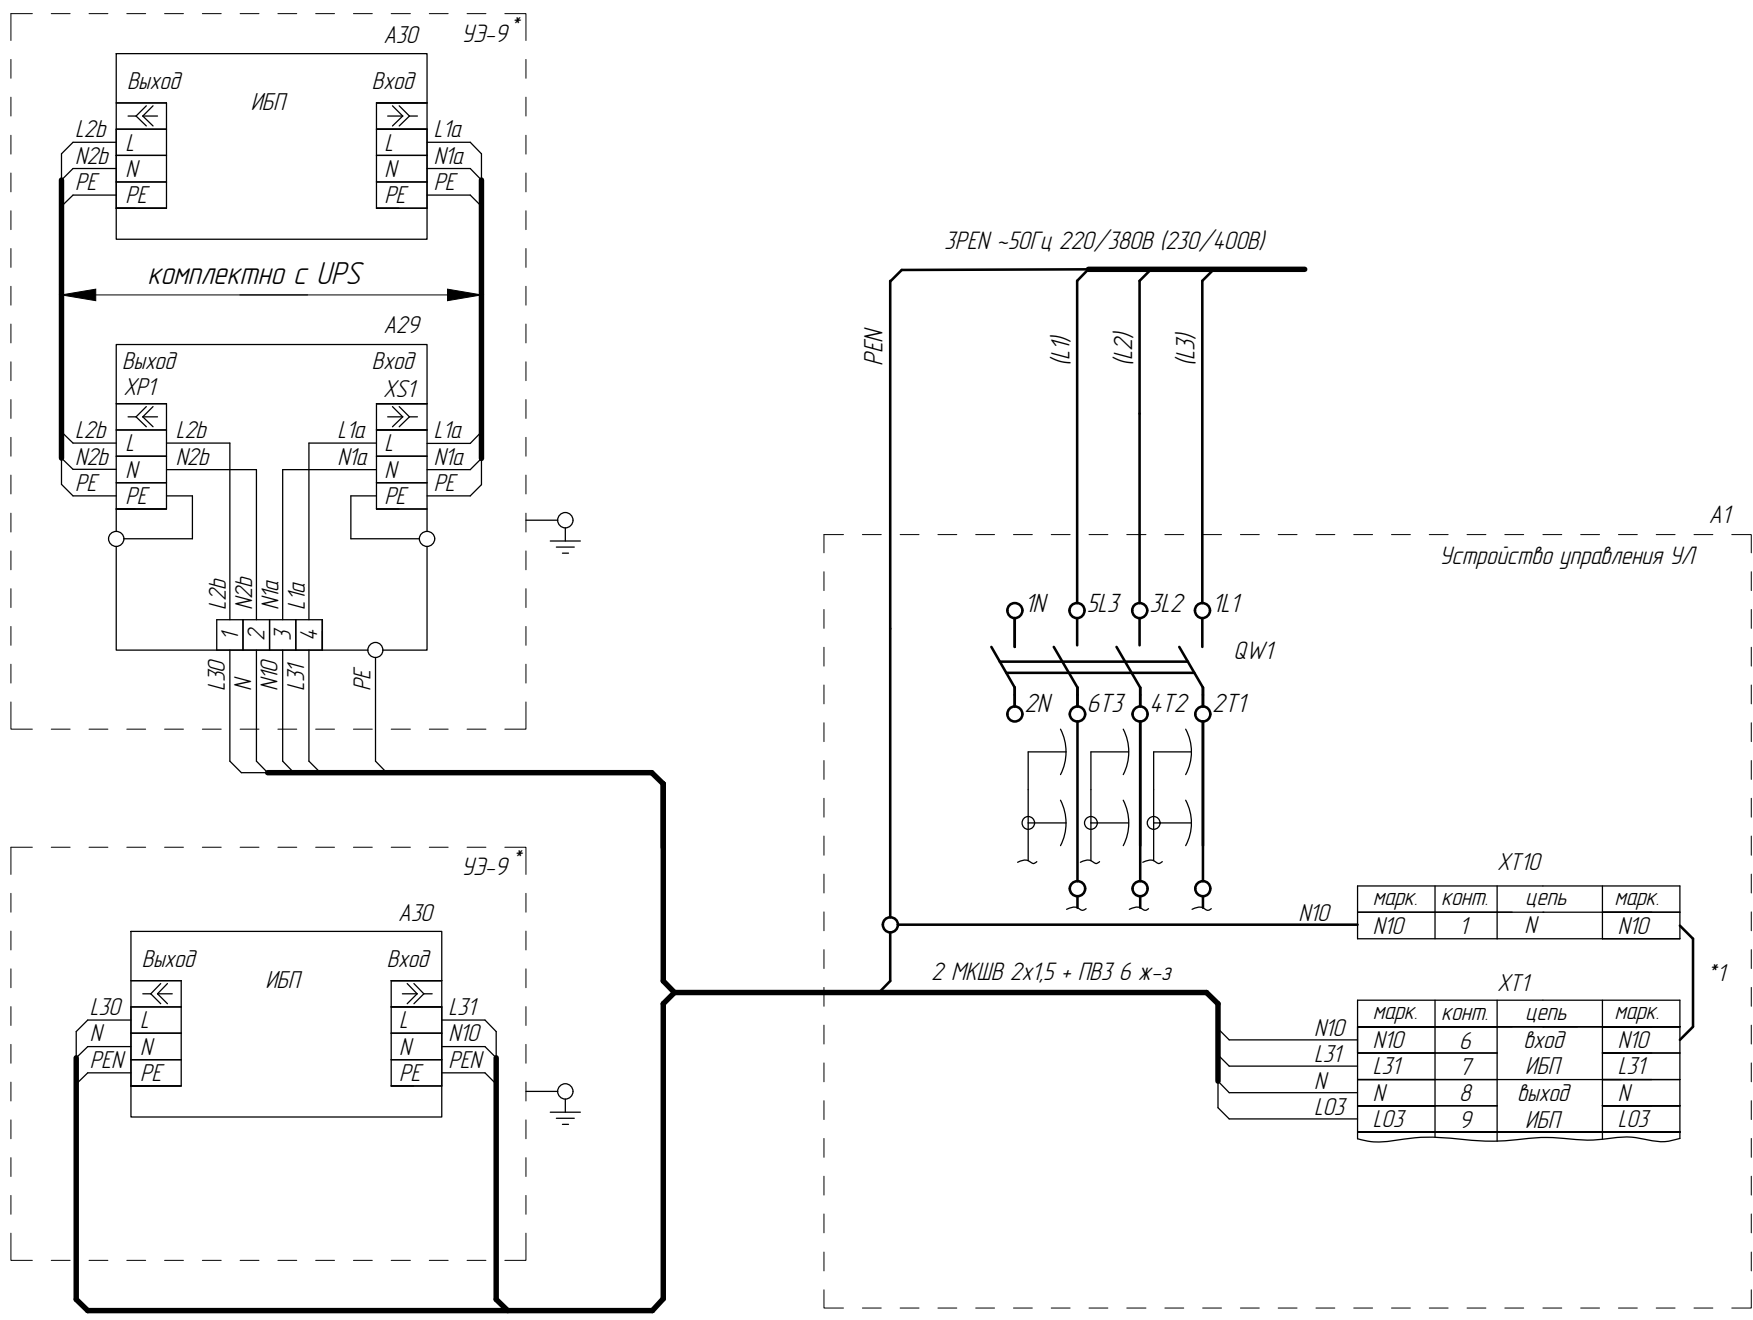 УЭ-9*
А30
Выход
Вход
ИБП
L2b
L
L
L1a
N2b
N
N
N1a
PE
PE
PE
PE
комплектно с UPS
А29
Выход
Вход
XP1
XS1
L2b
L
L2b
L1a
L
L1a
N2b
N
N2b
N1a
N
N1a
PE
PE
PE
PE
L2b
N2b
N1a
L1a
1
2
3
4
L30
N
N10
L31
PE
УЭ-9*
А30
Выход
Вход
ИБП
L30
L
L
L31
N
N
N
N10
PEN
PE
PE
PEN
3PEN ~50Гц 220/380В (230/400В)
PEN
(L1)
(L2)
(L3)
А1
Устройство управления УЛ
1N
5L3
3L2
1L1
QW1
2N
6T3
4T2
2T1
N10
2 МКШВ 2х1,5 + ПВ3 6 ж-з
XT10
марк. конт. цепь марк.
N10 1 N N10
*1
XT1
марк. конт. цепь марк.
N10 N10 6 вход N10
L31 L31 7 ИБП L31
N N 8 выход N
L03 L03 9 ИБП L03